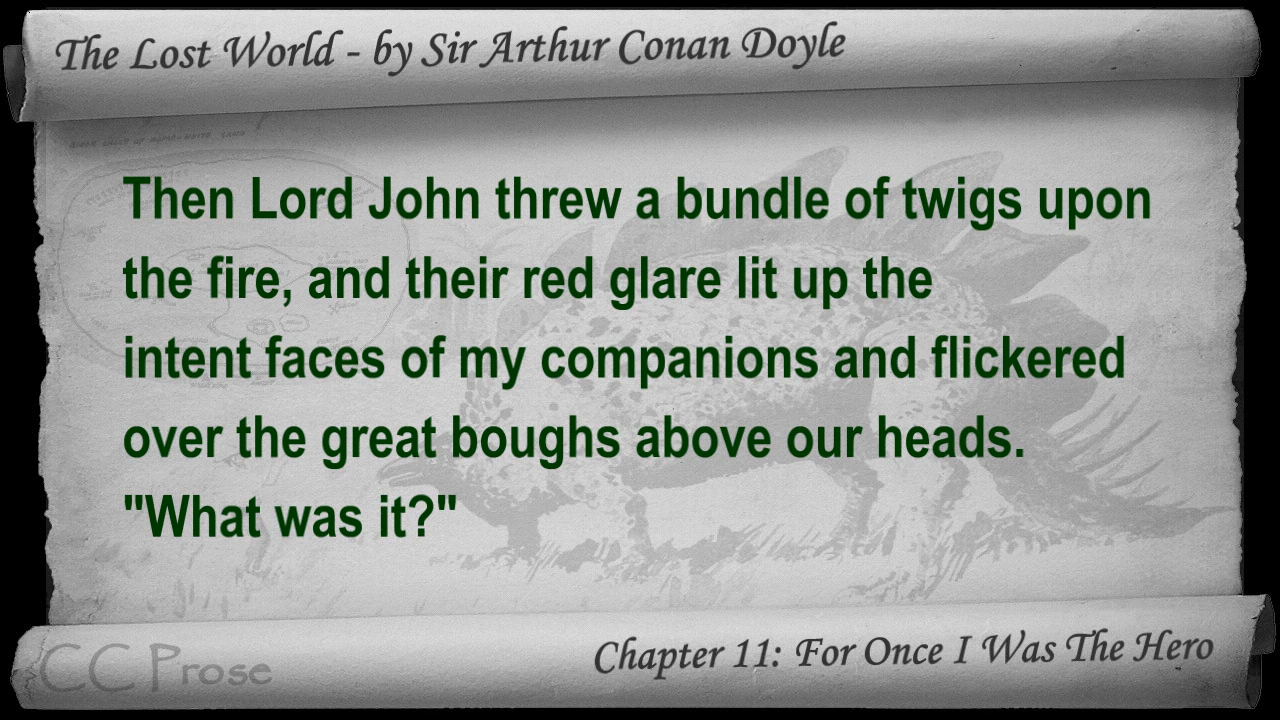 The Lost World - by Sir Arthur Conan Doyle
Then Lord John threw a bundle of twigs upon
the fire, and their red glare lit up the
intent faces of my companions and flickered
over the great boughs above our heads.
"What was it?"
CC Prose
Chapter 11: For Once I Was The Hero